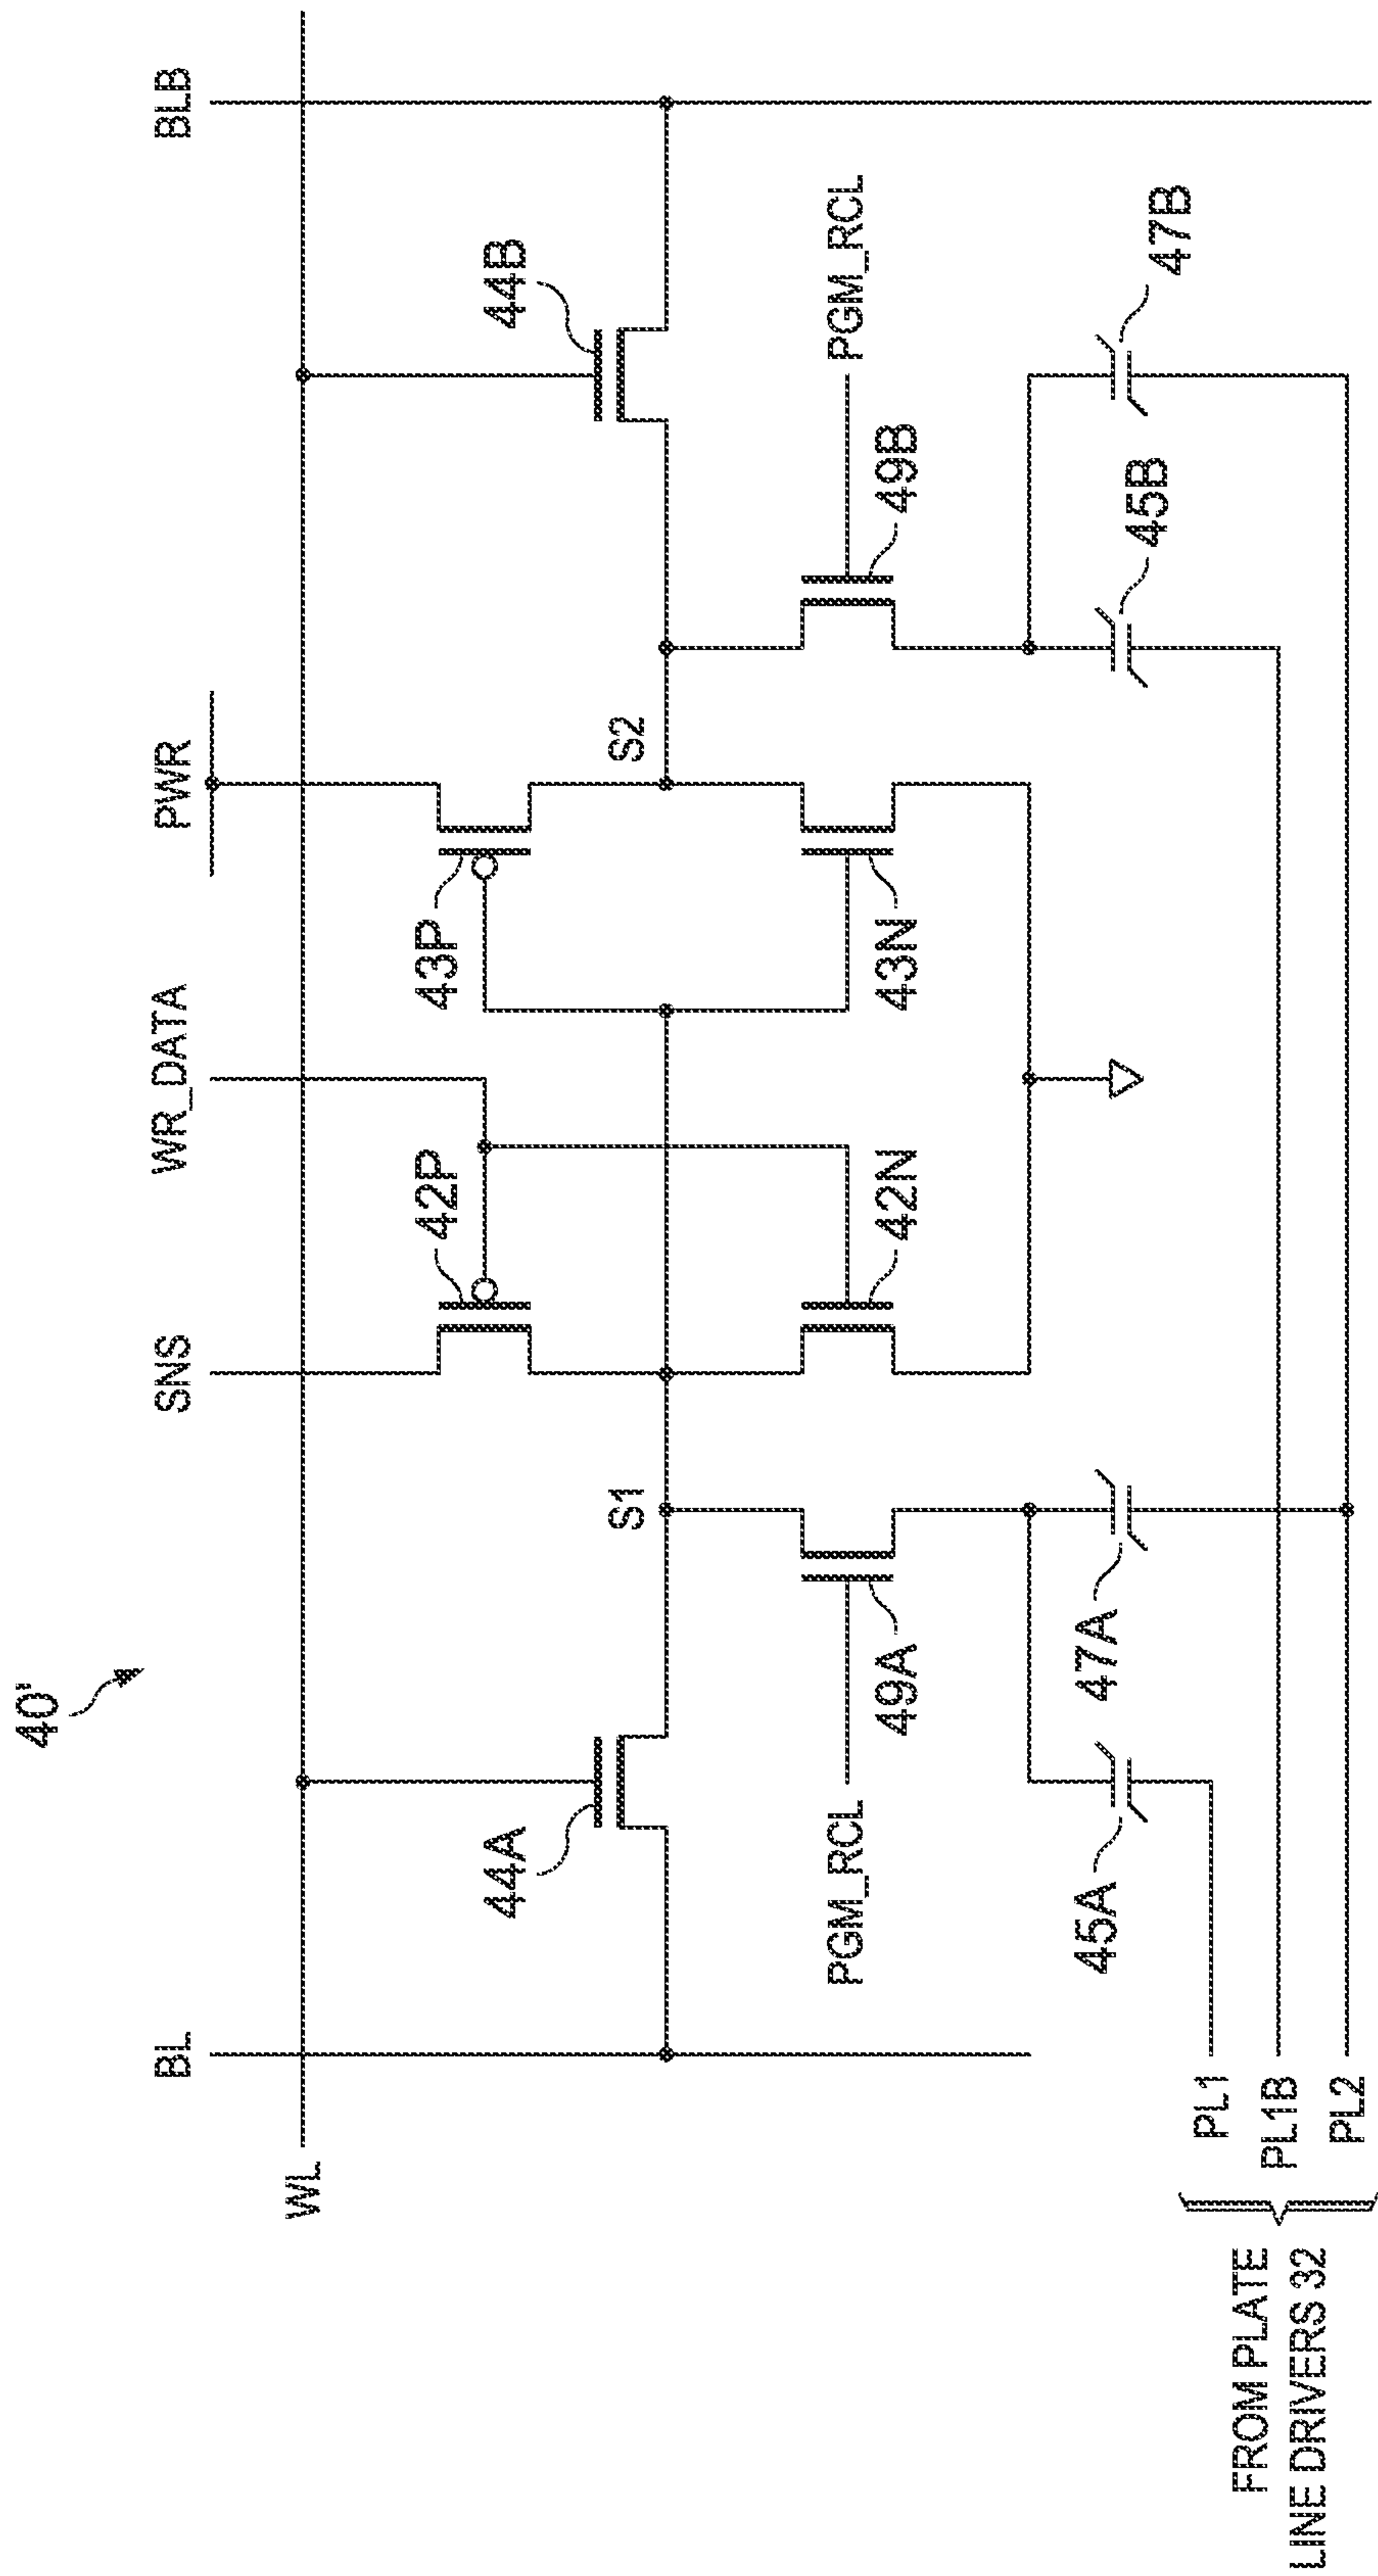 40'
BL
SNS
WR_DATA
PWR
BLB
WL
44A
42P
43P
44B
S1
S2
PGM_RCL
49A
42N
43N
49B
PGM_RCL
45A
47A
45B
47B
PL1
PL1B
PL2
FROM PLATE
LINE DRIVERS 32